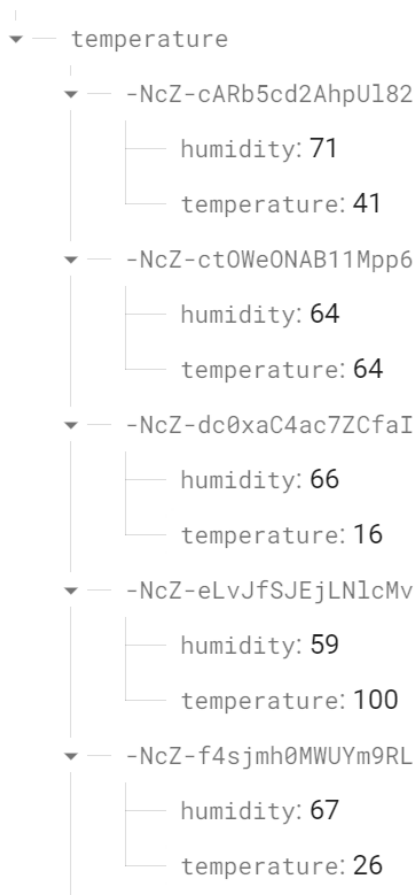 temperature
-NcZ-cARb5cd2AhpUl82
humidity: 71
temperature: 41
-NcZ-ctOWeONAB11Mpp6
humidity: 64
temperature: 64
-NcZ-dc0xaC4ac7ZCfaI
humidity: 66
temperature: 16
-NcZ-eLvJfSJEjLNlcMv
humidity: 59
temperature: 100
-NcZ-f4sjmh0MWUYm9RL
humidity: 67
temperature: 26